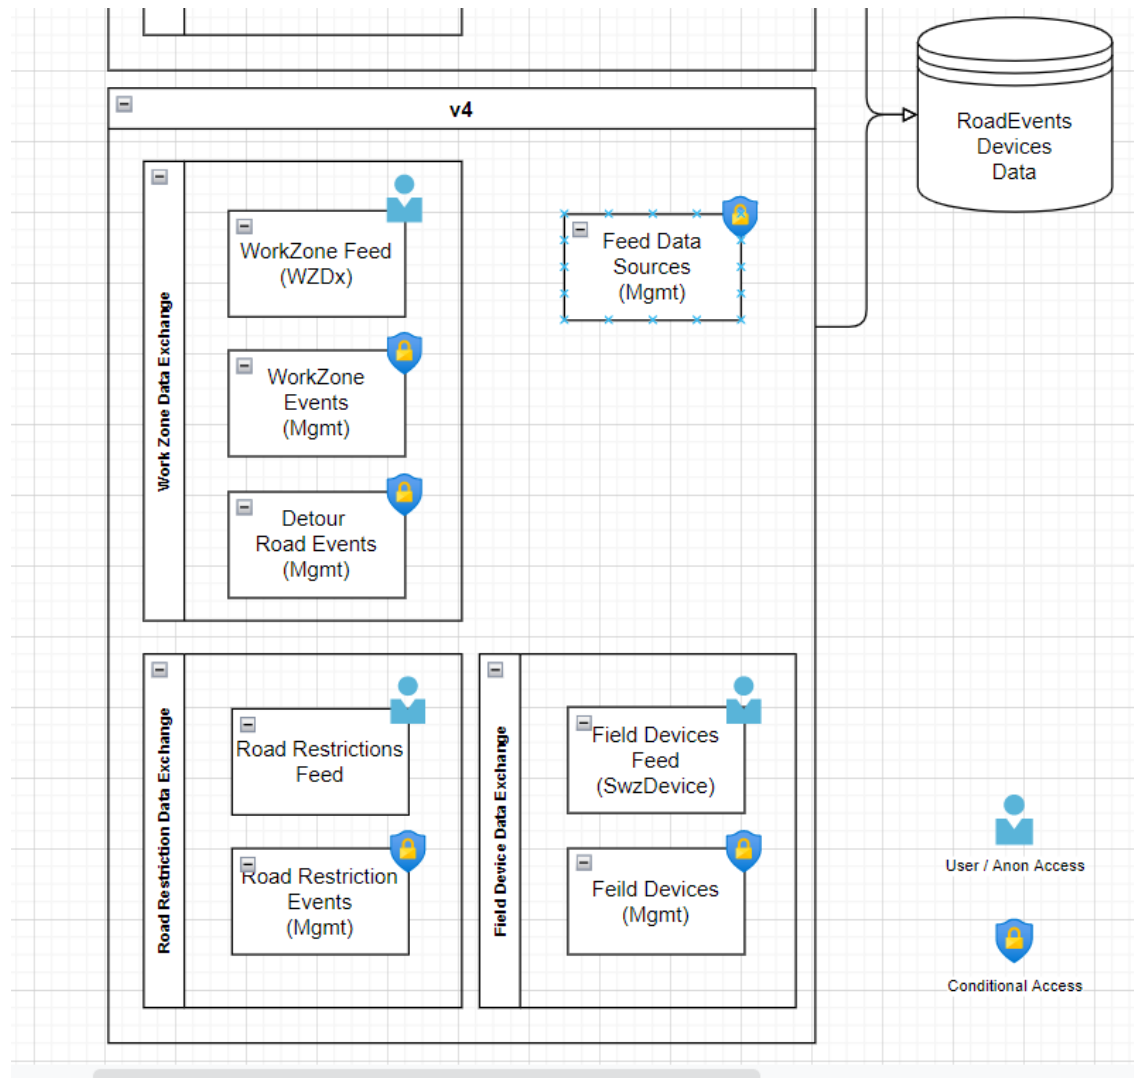 v4
Work Zone Data Exchange
WorkZone Feed
(WZDx)
WorkZone
Events
(Mgmt)
Detour
Road Events
(Mgmt)
Feed Data
Sources
(Mgmt)
RoadEvents
Devices
Data
Road Restriction Data Exchange
Road Restrictions
Feed
Road Restriction
Events
(Mgmt)
Field Device Data Exchange
Field Devices
Feed
(SwzDevice)
Feild Devices
(Mgmt)
User / Anon Access
Conditional Access